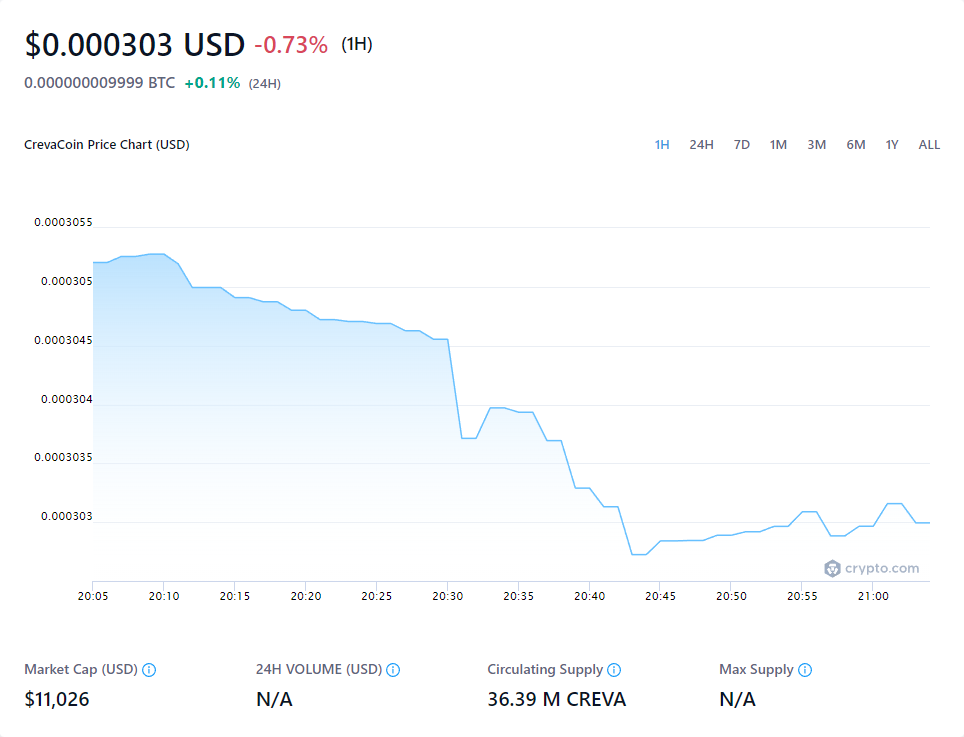 $0.000303 USD -0.73% (1H)
0.000000009999 BTC +0.11% (24H)
CrevaCoin Price Chart (USD)
1H 24H 7D 1M 3M 6M 1Y ALL
0.0003055
0.000305
0.0003045
0.000304
0.0003035
0.000303
crypto.com
20:05 20:10 20:15 20:20 20:25 20:30 20:35 20:40 20:45 20:50 20:55 21:00
Market Cap (USD) 24H VOLUME (USD) Circulating Supply Max Supply
$11,026 N/A 36.39 M CREVA N/A